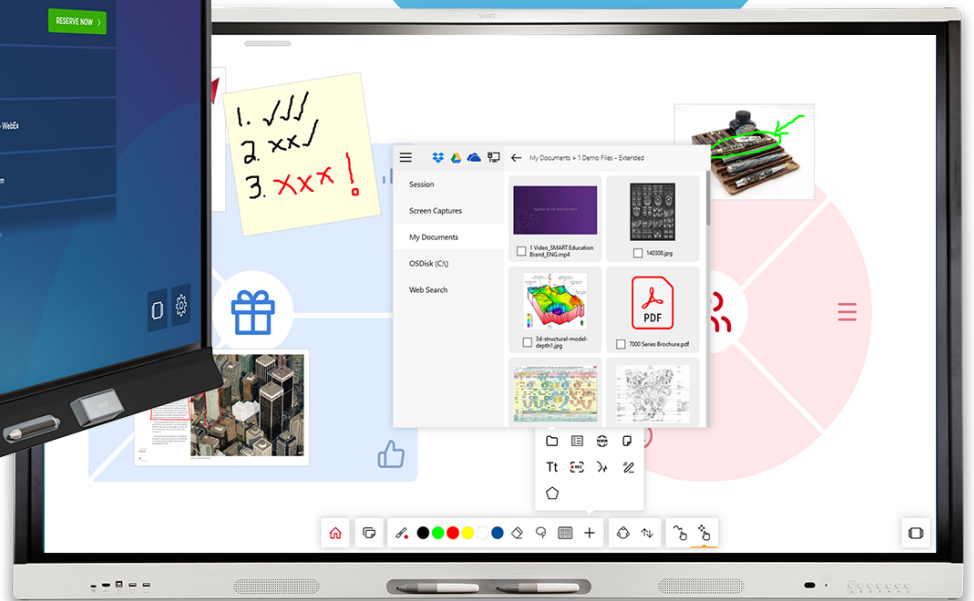 SMART
RESERVE NOW
- WebEx
1. ✓✓✓
2. xx✓
3. xxx!
My Documents > 1 Demo Files - Extended
Session
Screen Captures
My Documents
OSDisk (C:\)
Web Search
1 Video_SMART Education
Brand_ENG.mp4
140308.jpg
3d-structural-model-
depth1.jpg
PDF
7000 Series Brochure.pdf
Tt
REC